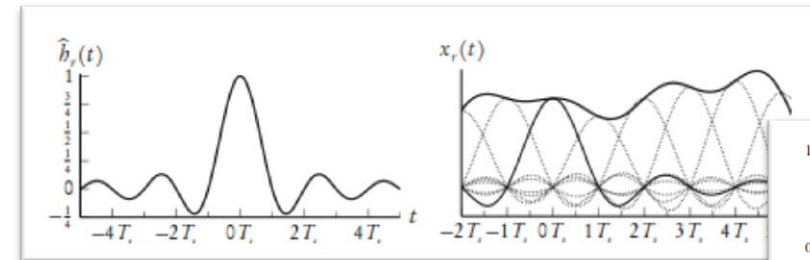 ĥᵣ(t)
1
3/4
1/2
1/4
0
-1/4
-4Tₛ -2Tₛ 0Tₛ 2Tₛ 4Tₛ t
xᵣ(t)
-2Tₛ -1Tₛ 0Tₛ 1Tₛ 2Tₛ 3Tₛ 4Tₛ
1